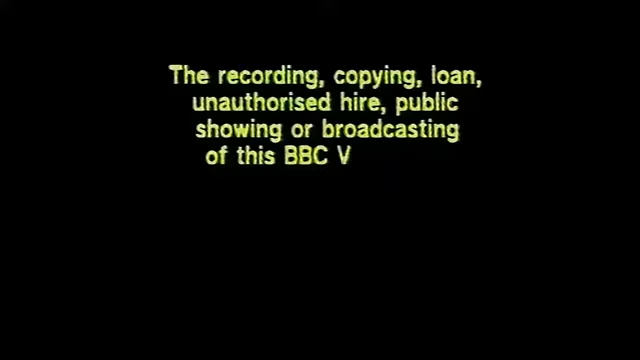 The recording, copying, loan,
unauthorised hire, public
showing or broadcasting
of this BBC V